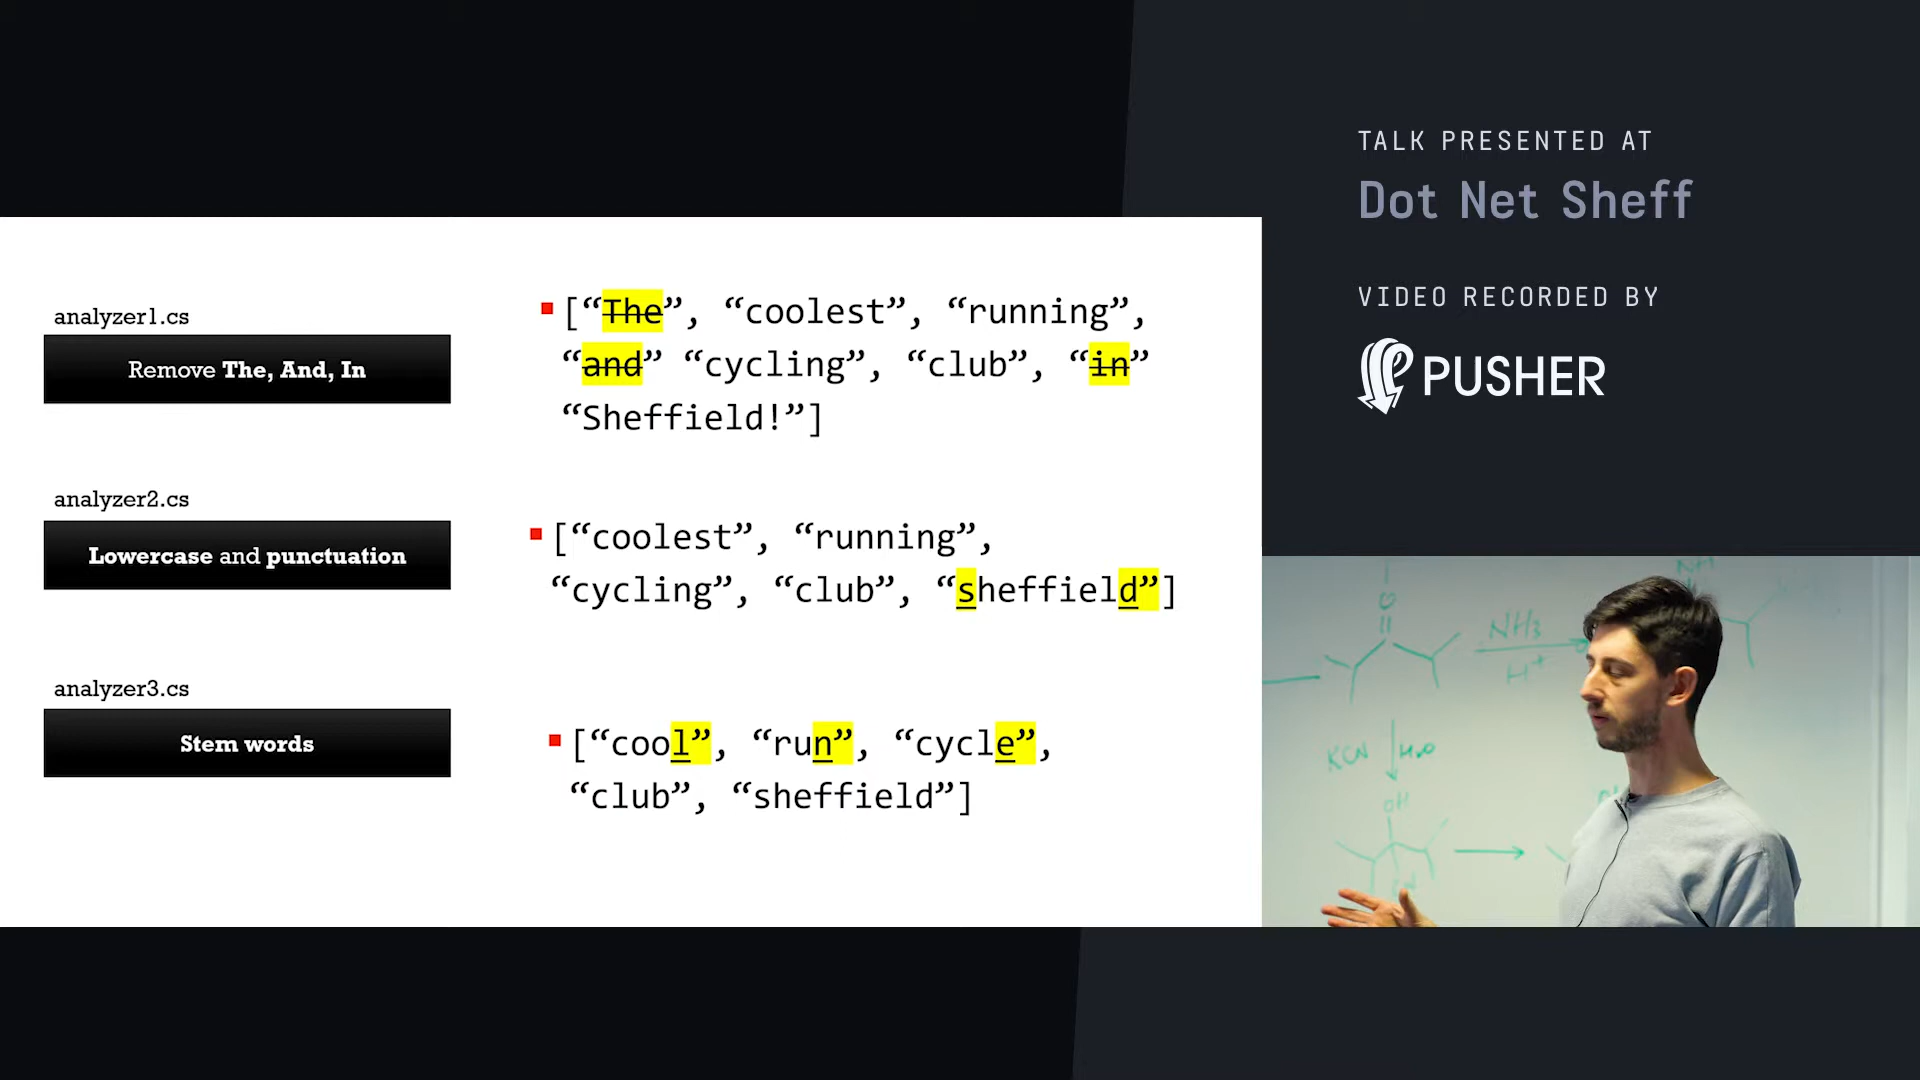 TALK PRESENTED AT
Dot Net Sheff
VIDEO RECORDED BY
PUSHER
analyzer1.cs
Remove The, And, In
[“The”, “coolest”, “running”,
“and” “cycling”, “club”, “in”
“Sheffield!”]
analyzer2.cs
Lowercase and punctuation
[“coolest”, “running”,
“cycling”, “club”, “sheffield”]
analyzer3.cs
Stem words
[“cool”, “run”, “cycle”,
“club”, “sheffield”]
NH3
H+
KCN
H2O
OH